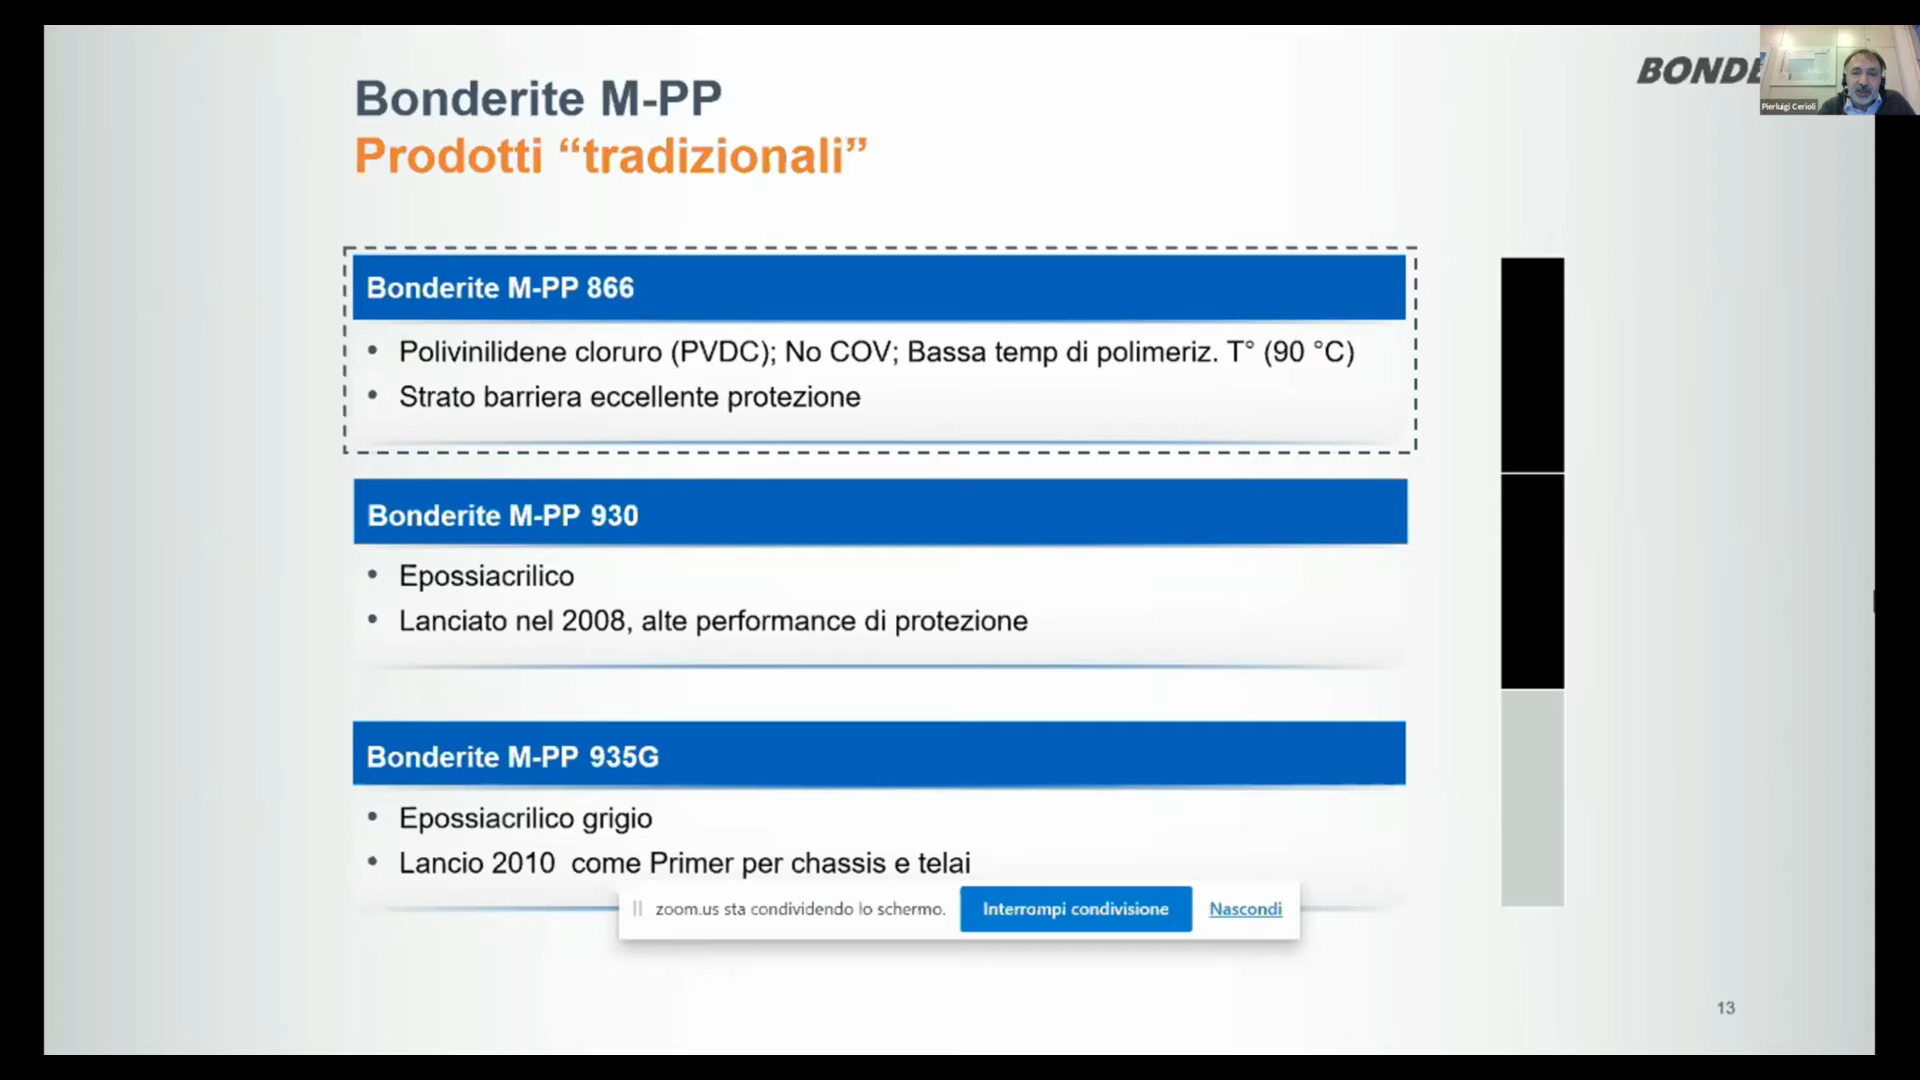 BONDE
Pierluigi Cerioli
Bonderite M-PP
Prodotti “tradizionali”
Bonderite M-PP 866
• Polivinilidene cloruro (PVDC); No COV; Bassa temp di polimeriz. T° (90 °C)
• Strato barriera eccellente protezione
Bonderite M-PP 930
• Epossiacrilico
• Lanciato nel 2008, alte performance di protezione
Bonderite M-PP 935G
• Epossiacrilico grigio
• Lancio 2010 come Primer per chassis e telai
zoom.us sta condividendo lo schermo. Interrompi condivisione Nascondi
13